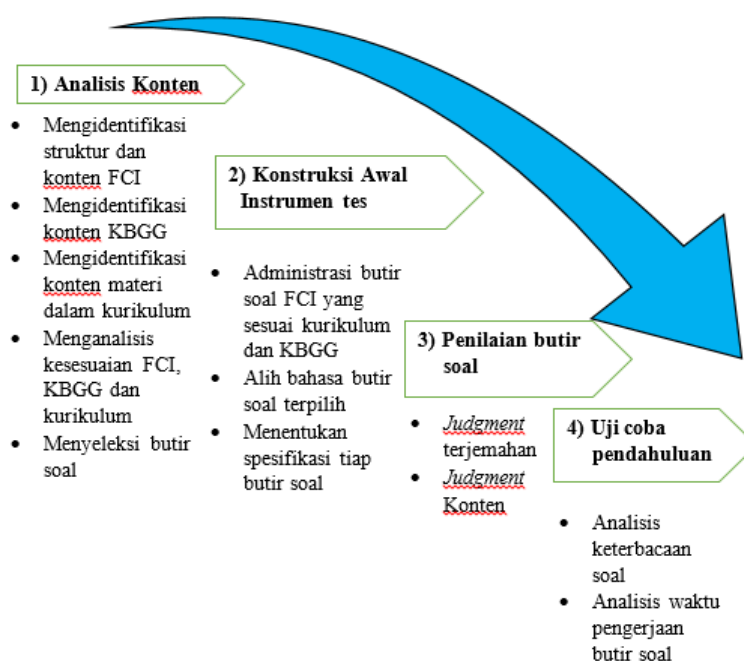 1) Analisis Konten
• Mengidentifikasi
struktur dan
konten FCI
• Mengidentifikasi
konten KBGG
• Mengidentifikasi
konten materi
dalam kurikulum
• Menganalisis
kesesuaian FCI,
KBGG dan
kurikulum
• Menyeleksi butir
soal
2) Konstruksi Awal
Instrumen tes
• Administrasi butir
soal FCI yang
sesuai kurikulum
dan KBGG
• Alih bahasa butir
soal terpilih
• Menentukan
spesifikasi tiap
butir soal
3) Penilaian butir
soal
• Judgment
terjemahan
• Judgment
Konten
4) Uji coba
pendahuluan
• Analisis
keterbacaan
soal
• Analisis waktu
pengerjaan
butir soal